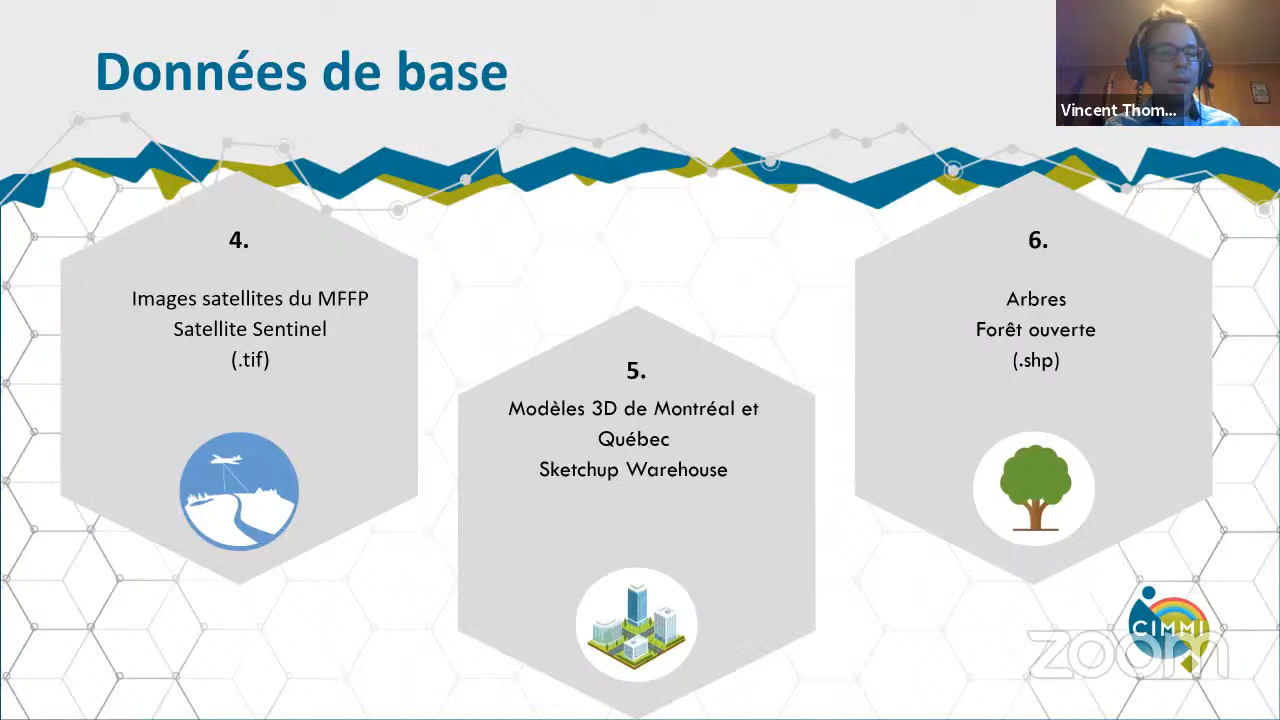 Données de base
Vincent Thom...
4.
Images satellites du MFFP
Satellite Sentinel
(.tif)
5.
Modèles 3D de Montréal et
Québec
Sketchup Warehouse
6.
Arbres
Forêt ouverte
(.shp)
CIMMI
zoom